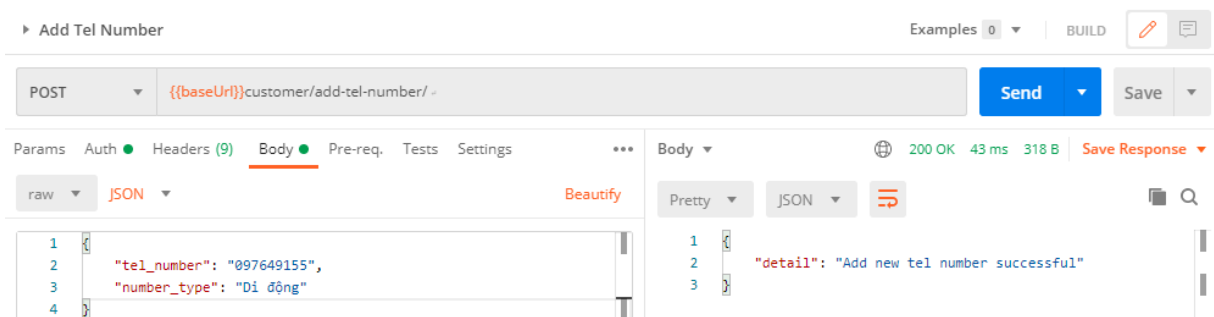 Add Tel Number Examples 0 BUILD
POST {{baseUrl}}customer/add-tel-number/ Send Save
Params Auth Headers (9) Body Pre-req. Tests Settings
raw JSON Beautify
1 {
2 "tel_number": "097649155",
3 "number_type": "Di động"
4 }
Body 200 OK 43 ms 318 B Save Response
Pretty JSON
1 {
2 "detail": "Add new tel number successful"
3 }